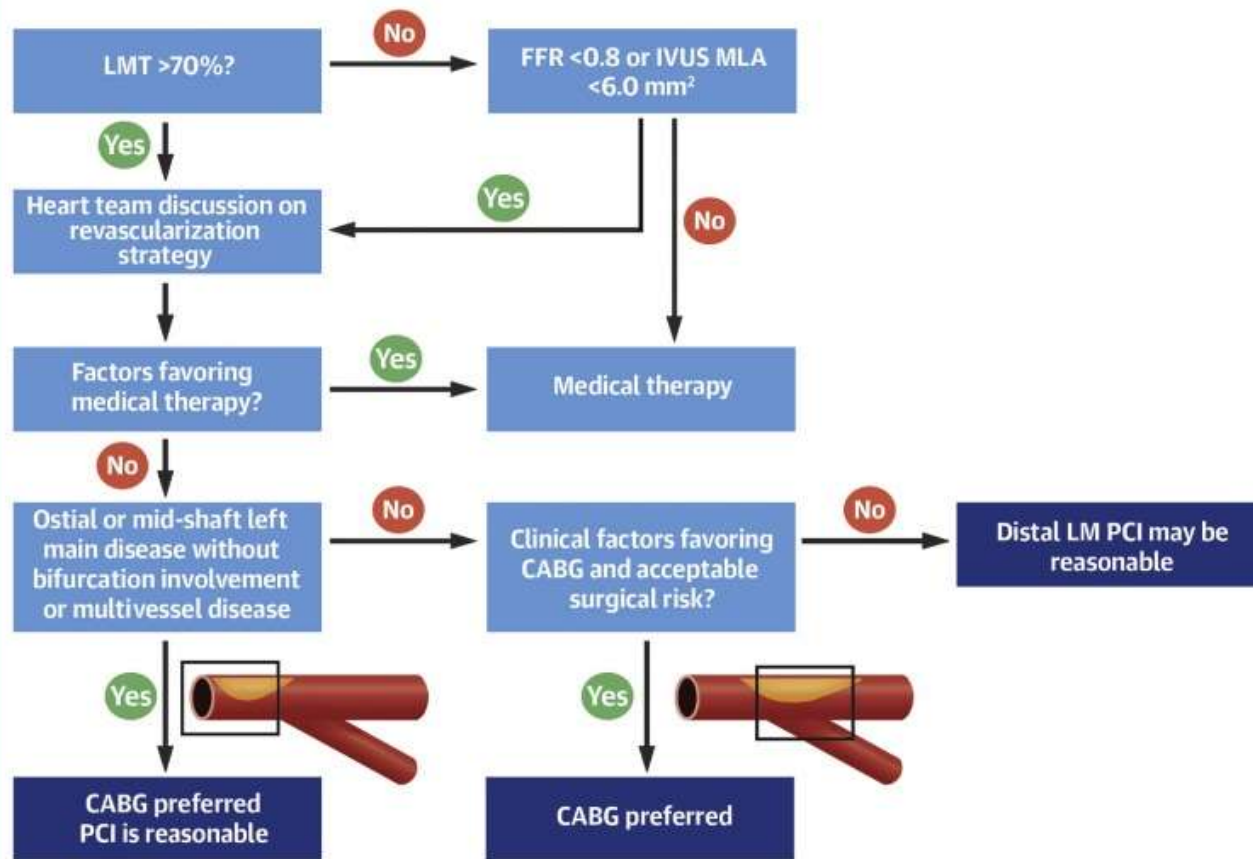 LMT >70%?
No
FFR <0.8 or IVUS MLA
<6.0 mm²
Yes
Heart team discussion on
revascularization
strategy
Yes
No
Factors favoring
medical therapy?
Yes
Medical therapy
No
Ostial or mid-shaft left
main disease without
bifurcation involvement
or multivessel disease
No
Clinical factors favoring
CABG and acceptable
surgical risk?
No
Distal LM PCI may be
reasonable
Yes
Yes
CABG preferred
PCI is reasonable
CABG preferred